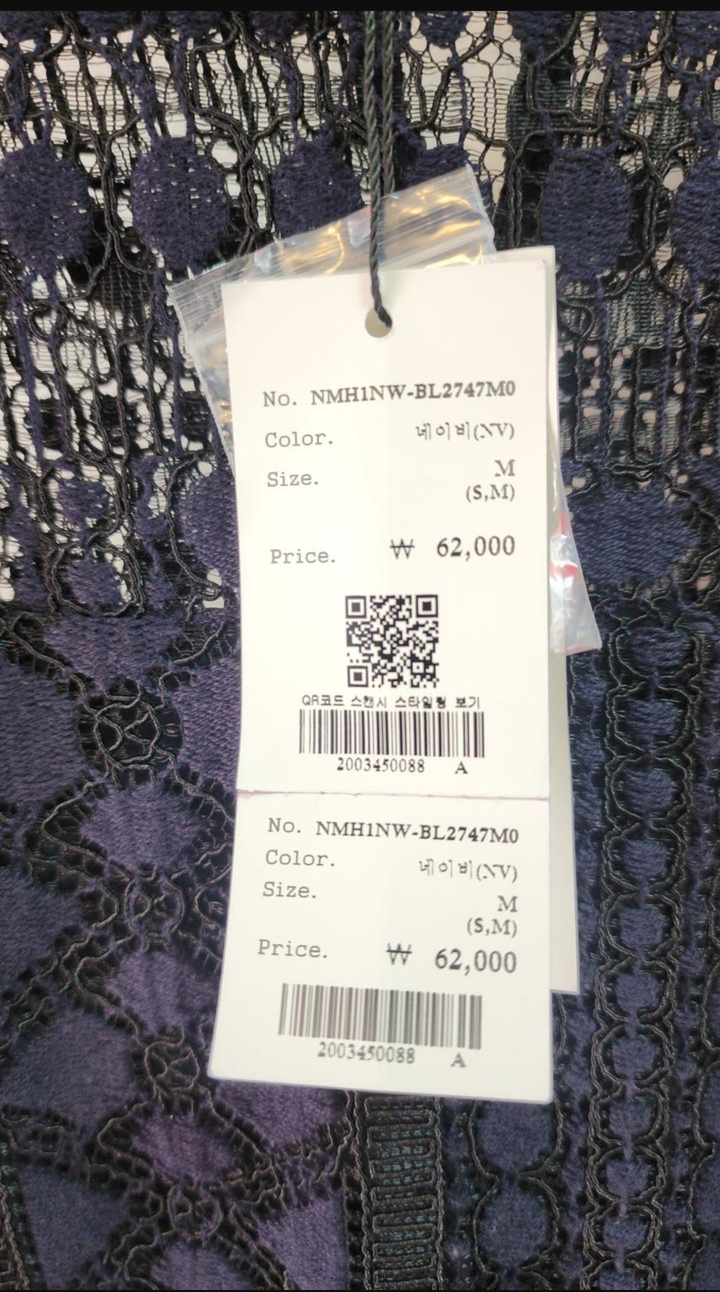 No. NMH1NW-BL2747M0
Color. 네이비(NV)
Size. M
(S,M)
Price. ₩ 62,000
QR코드 스캔시 스타일링 보기
2003450088 A
No. NMH1NW-BL2747M0
Color. 네이비(NV)
Size. M
(S,M)
Price. ₩ 62,000
2003450088 A